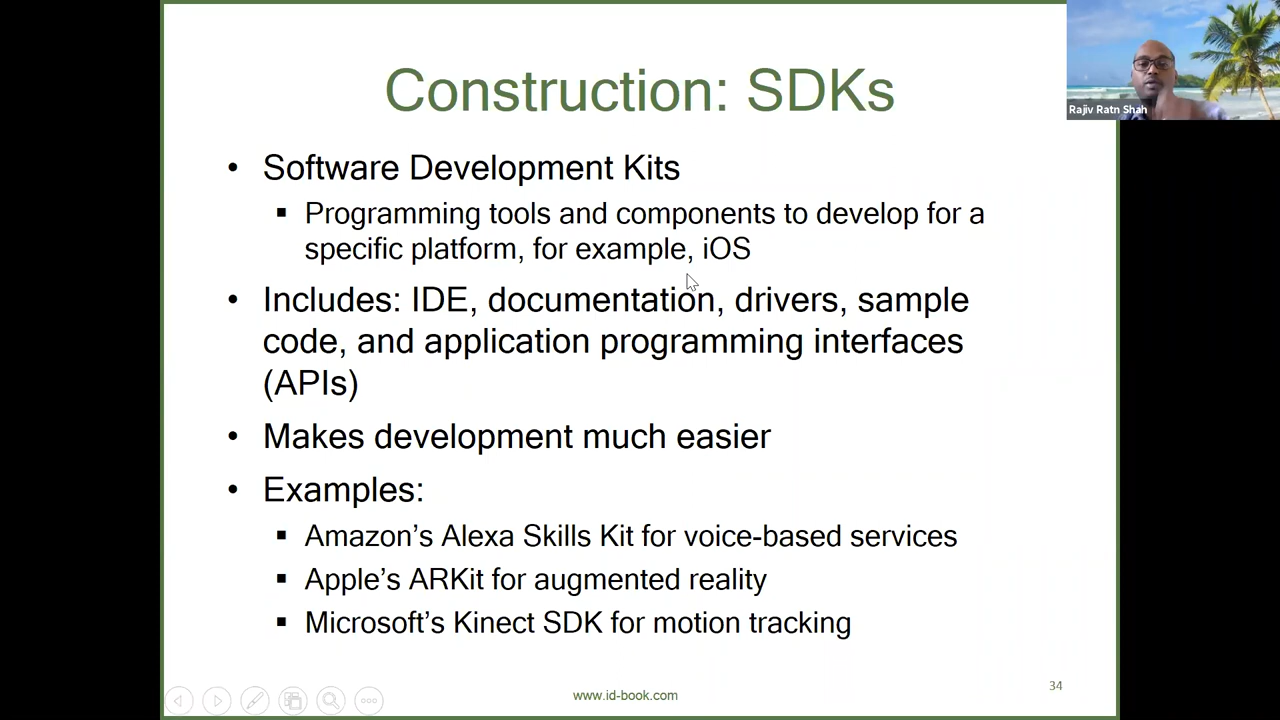 Construction: SDKs
Rajiv Ratn Shah
• Software Development Kits
▪ Programming tools and components to develop for a
specific platform, for example, iOS
• Includes: IDE, documentation, drivers, sample
code, and application programming interfaces
(APIs)
• Makes development much easier
• Examples:
▪ Amazon’s Alexa Skills Kit for voice-based services
▪ Apple’s ARKit for augmented reality
▪ Microsoft’s Kinect SDK for motion tracking
www.id-book.com
34